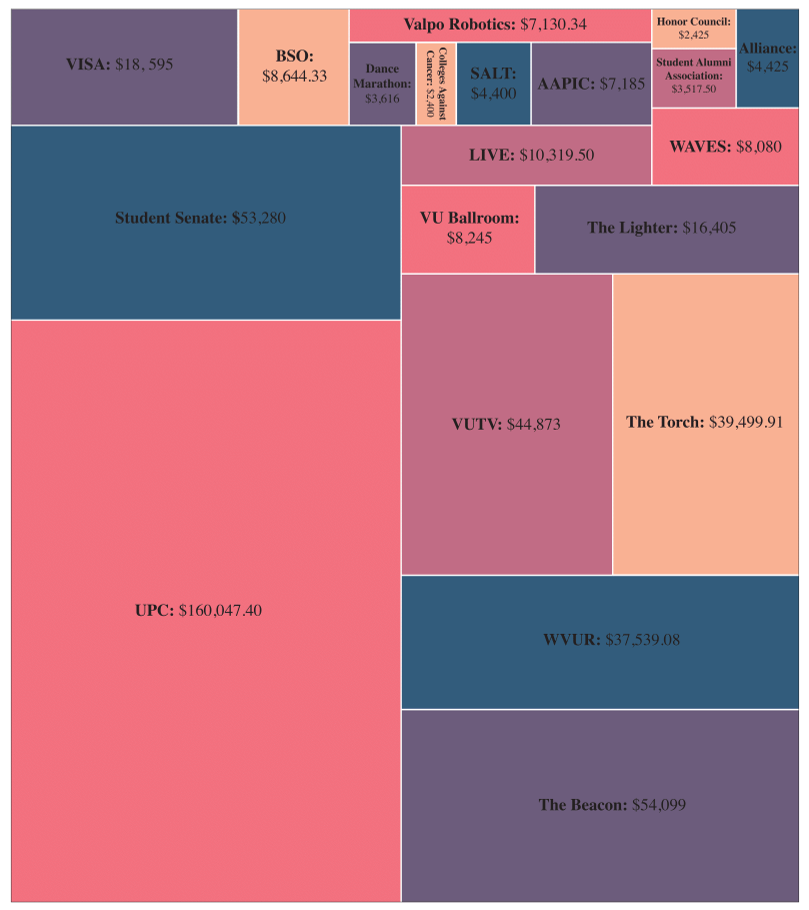 VISA: $18, 595
BSO:
$8,644.33
Valpo Robotics: $7,130.34
Dance
Marathon:
$3,616
Colleges Against
Cancer: $2,400
SALT:
$4,400
AAPIC: $7,185
Honor Council:
$2,425
Student Alumni
Association:
$3,517.50
Alliance:
$4,425
LIVE: $10,319.50
WAVES: $8,080
Student Senate: $53,280
VU Ballroom:
$8,245
The Lighter: $16,405
VUTV: $44,873
The Torch: $39,499.91
UPC: $160,047.40
WVUR: $37,539.08
The Beacon: $54,099